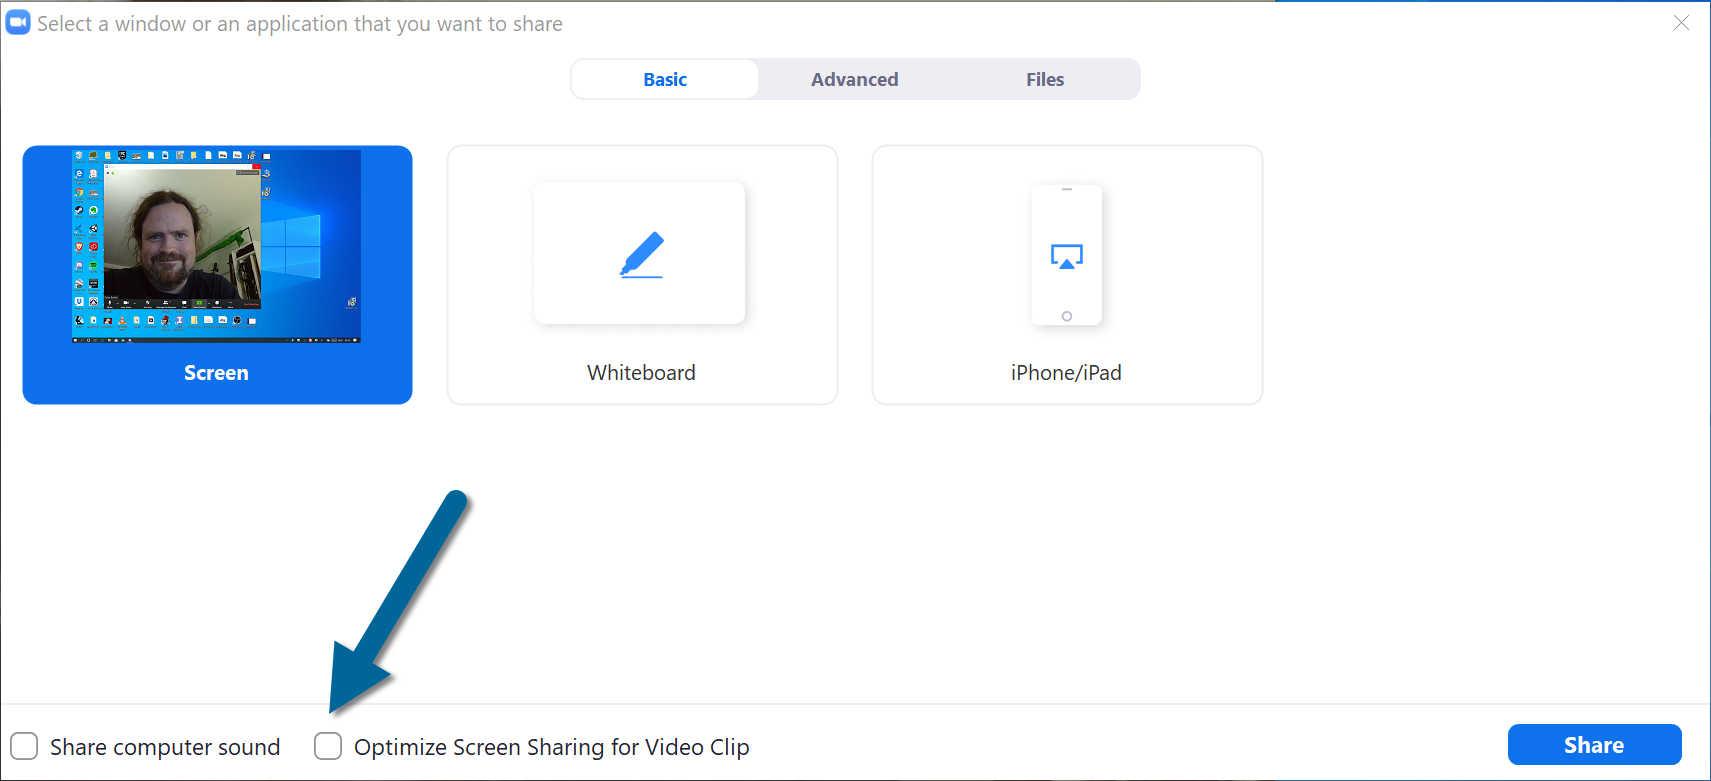 Select a window or an application that you want to share
Basic
Advanced
Files
Screen
Whiteboard
iPhone/iPad
Share computer sound
Optimize Screen Sharing for Video Clip
Share